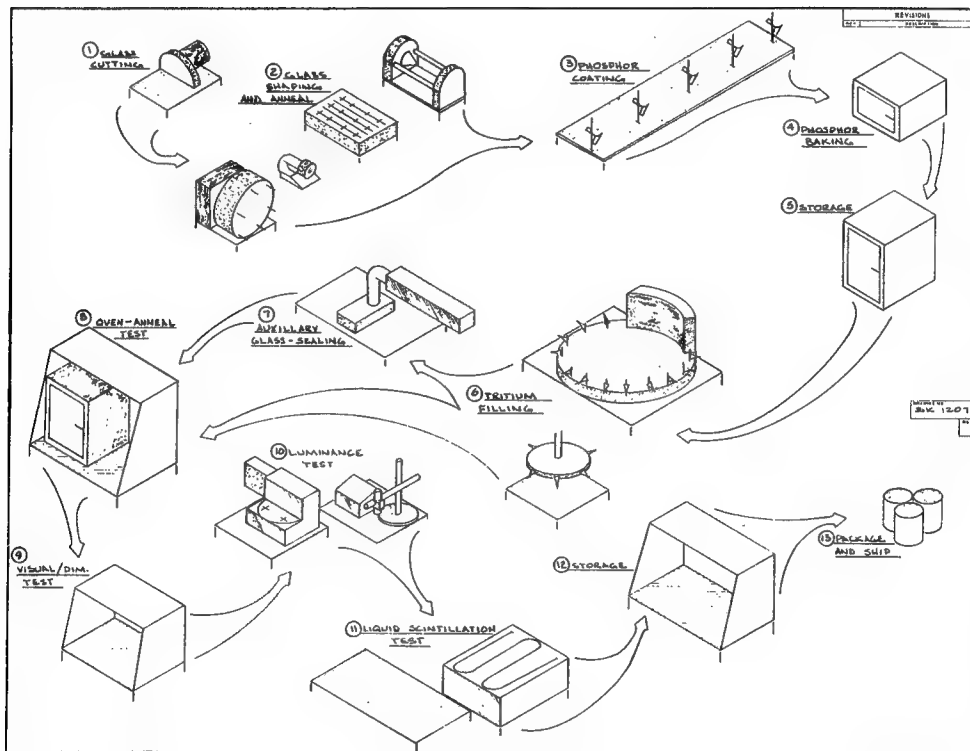 REVISIONS
① GLASS
CUTTING
② GLASS
SHAPING
AND ANNEAL
③ PHOSPHOR
COATING
④ PHOSPHOR
BAKING
⑤ STORAGE
⑥ TRITIUM
FILLING
⑦
AUXILLARY
GLASS-SEALING
⑧ OVEN-ANNEAL
TEST
⑨
VISUAL/DIM.
TEST
⑩ LUMINANCE
TEST
⑪ LIQUID SCINTILLATION
TEST
⑫ STORAGE
⑬ PACKAGE
AND SHIP